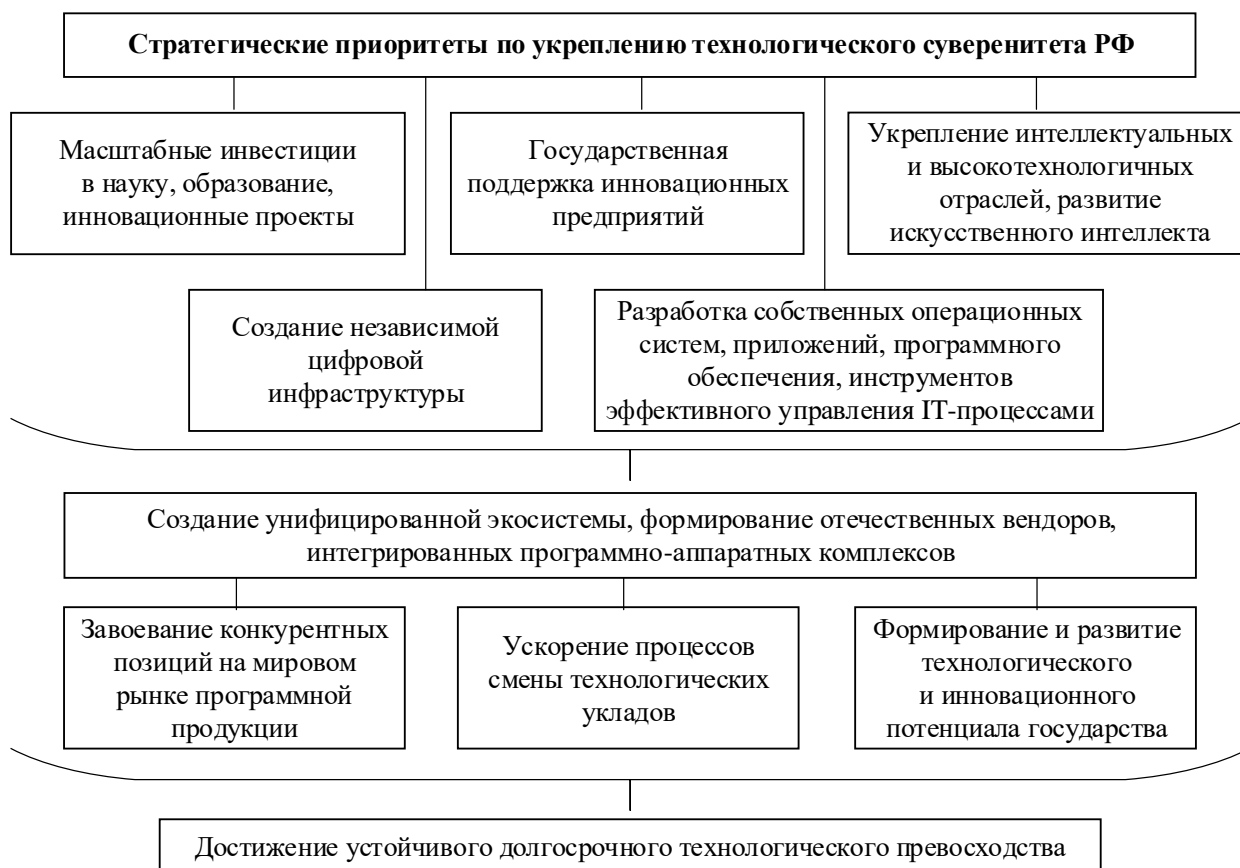 Стратегические приоритеты по укреплению технологического суверенитета РФ
Масштабные инвестиции
в науку, образование,
инновационные проекты
Государственная
поддержка инновационных
предприятий
Укрепление интеллектуальных
и высокотехнологичных
отраслей, развитие
искусственного интеллекта
Создание независимой
цифровой
инфраструктуры
Разработка собственных операционных
систем, приложений, программного
обеспечения, инструментов
эффективного управления IT-процессами
Создание унифицированной экосистемы, формирование отечественных вендоров,
интегрированных программно-аппаратных комплексов
Завоевание конкурентных
позиций на мировом
рынке программной
продукции
Ускорение процессов
смены технологических
укладов
Формирование и развитие
технологического
и инновационного
потенциала государства
Достижение устойчивого долгосрочного технологического превосходства